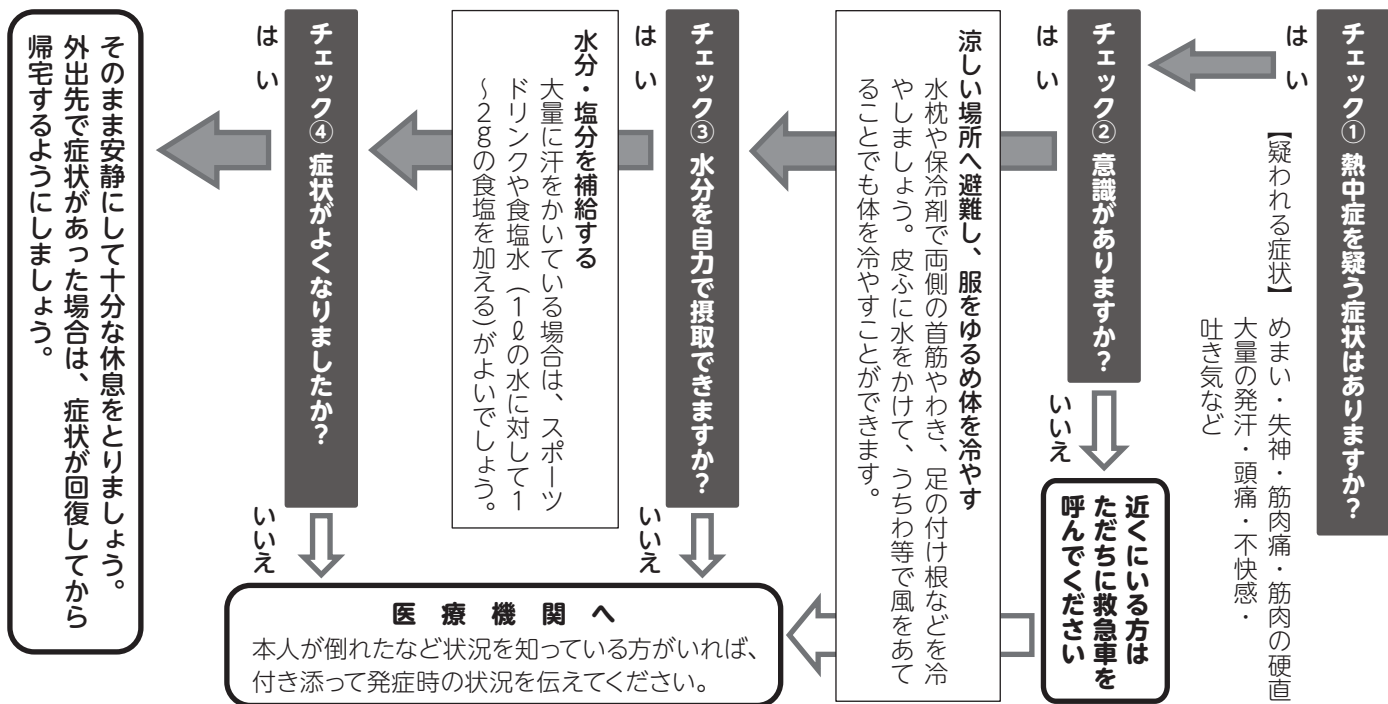 チェック① 熱中症を疑う症状はありますか?
【疑われる症状】 めまい・失神・筋肉痛・筋肉の硬直
大量の発汗・頭痛・不快感・
吐き気など
はい
チェック② 意識がありますか?
はい
いいえ
近くにいる方は
ただちに救急車を
呼んでください
涼しい場所へ避難し、服をゆるめ体を冷やす
水枕や保冷剤で両側の首筋やわき、足の付け根などを冷
やしましょう。皮ふに水をかけて、うちわ等で風をあて
ることでも体を冷やすことができます。
チェック③ 水分を自力で摂取できますか?
はい
いいえ
水分・塩分を補給する
大量に汗をかいている場合は、スポーツ
ドリンクや食塩水(1ℓの水に対して1
~2gの食塩を加える)がよいでしょう。
チェック④ 症状がよくなりましたか?
はい
いいえ
医療機関へ
本人が倒れたなど状況を知っている方がいれば、
付き添って発症時の状況を伝えてください。
そのまま安静にして十分な休息をとりましょう。
外出先で症状があった場合は、症状が回復してから
帰宅するようにしましょう。